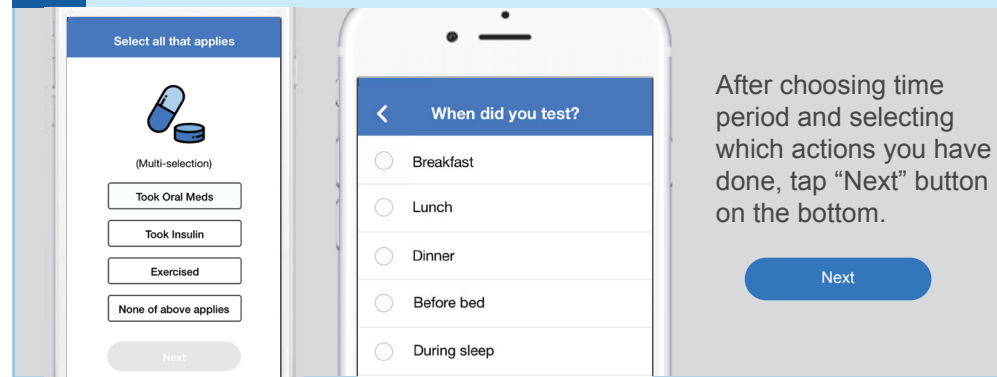 Select all that applies
(Multi-selection)
Took Oral Meds
Took Insulin
Exercised
None of above applies
Next
When did you test?
Breakfast
Lunch
Dinner
Before bed
During sleep
After choosing time
period and selecting
which actions you have
done, tap “Next” button
on the bottom.
Next